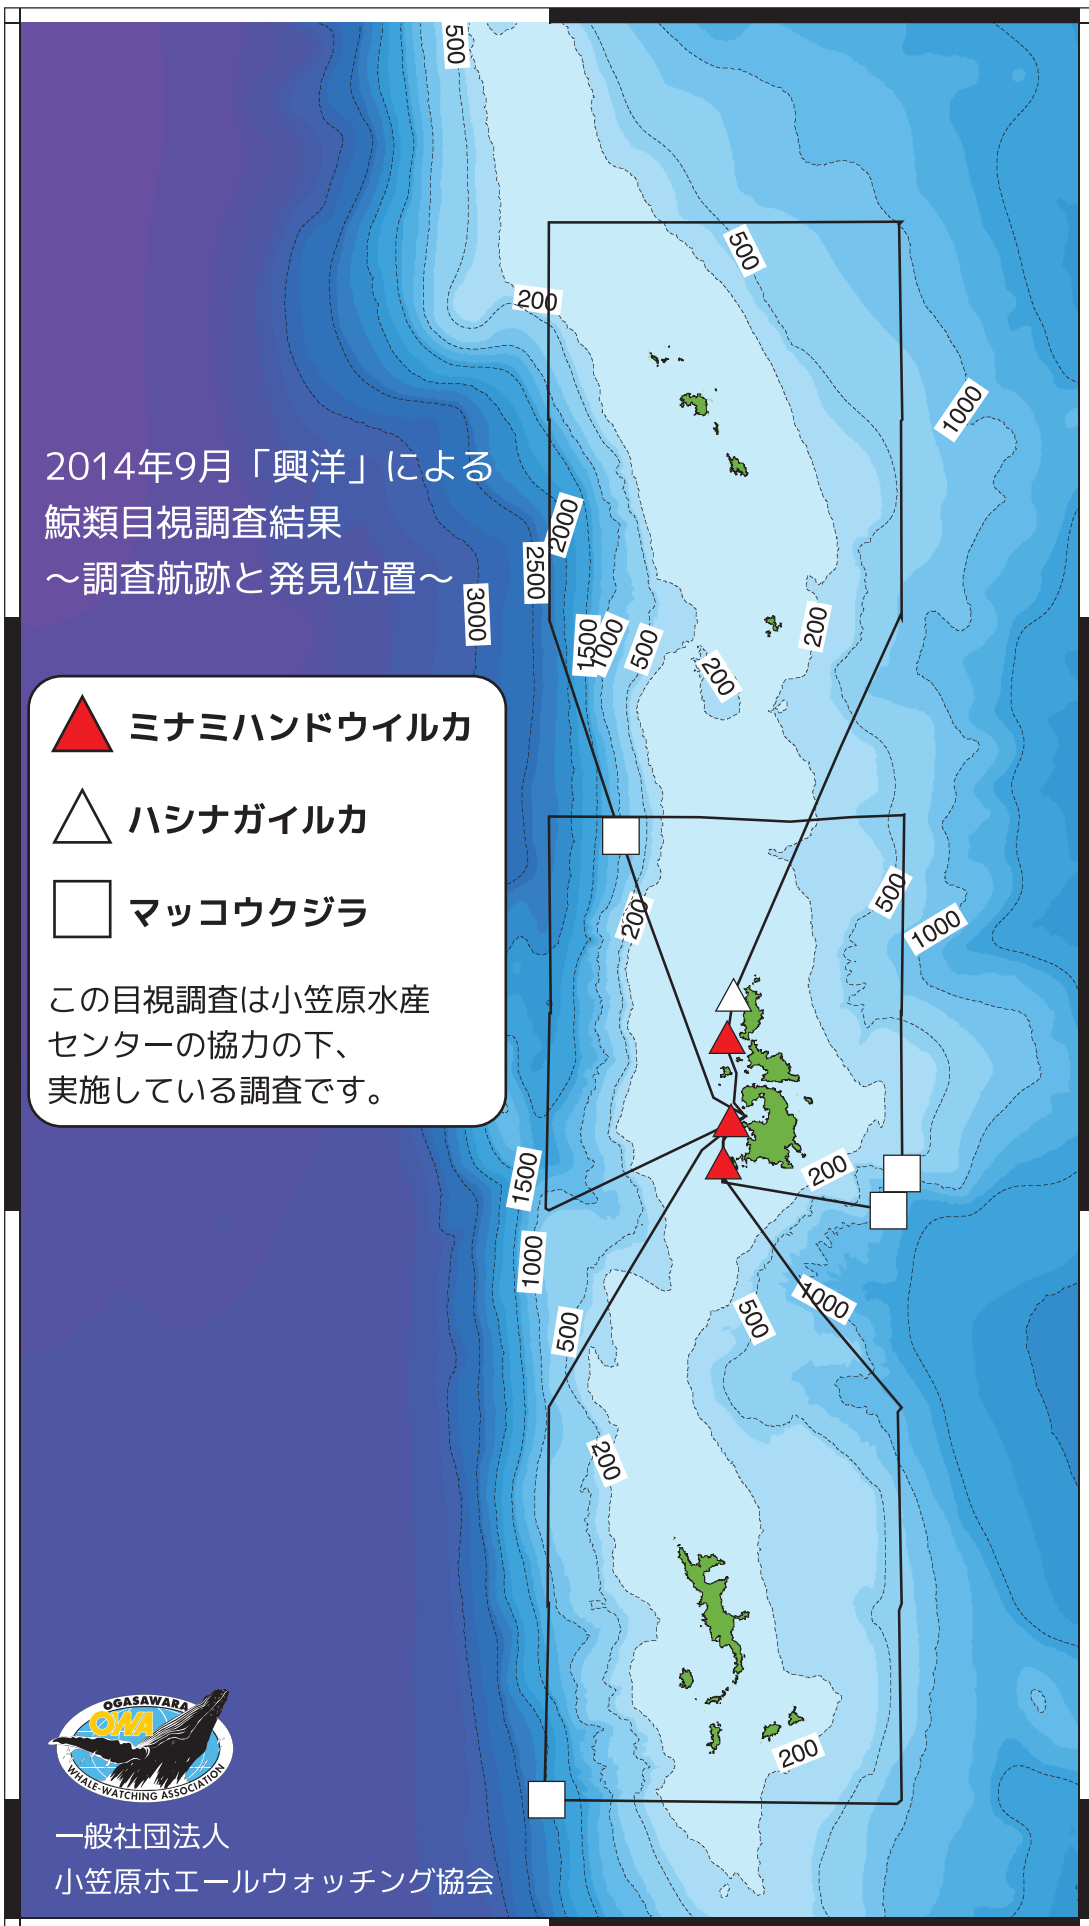 500
500
200
1000
2014年9月「興洋」による
鯨類目視調査結果
～調査航跡と発見位置～
2000
2500
3000
1500
1000
500
200
200
ミナミハンドウイルカ
ハシナガイルカ
マッコウクジラ
この目視調査は小笠原水産
センターの協力の下、
実施している調査です。
200
500
1000
200
1500
1000
500
500
1000
200
200
OGASAWARA
OWA
WHALE-WATCHING ASSOCIATION
一般社団法人
小笠原ホエールウォッチング協会